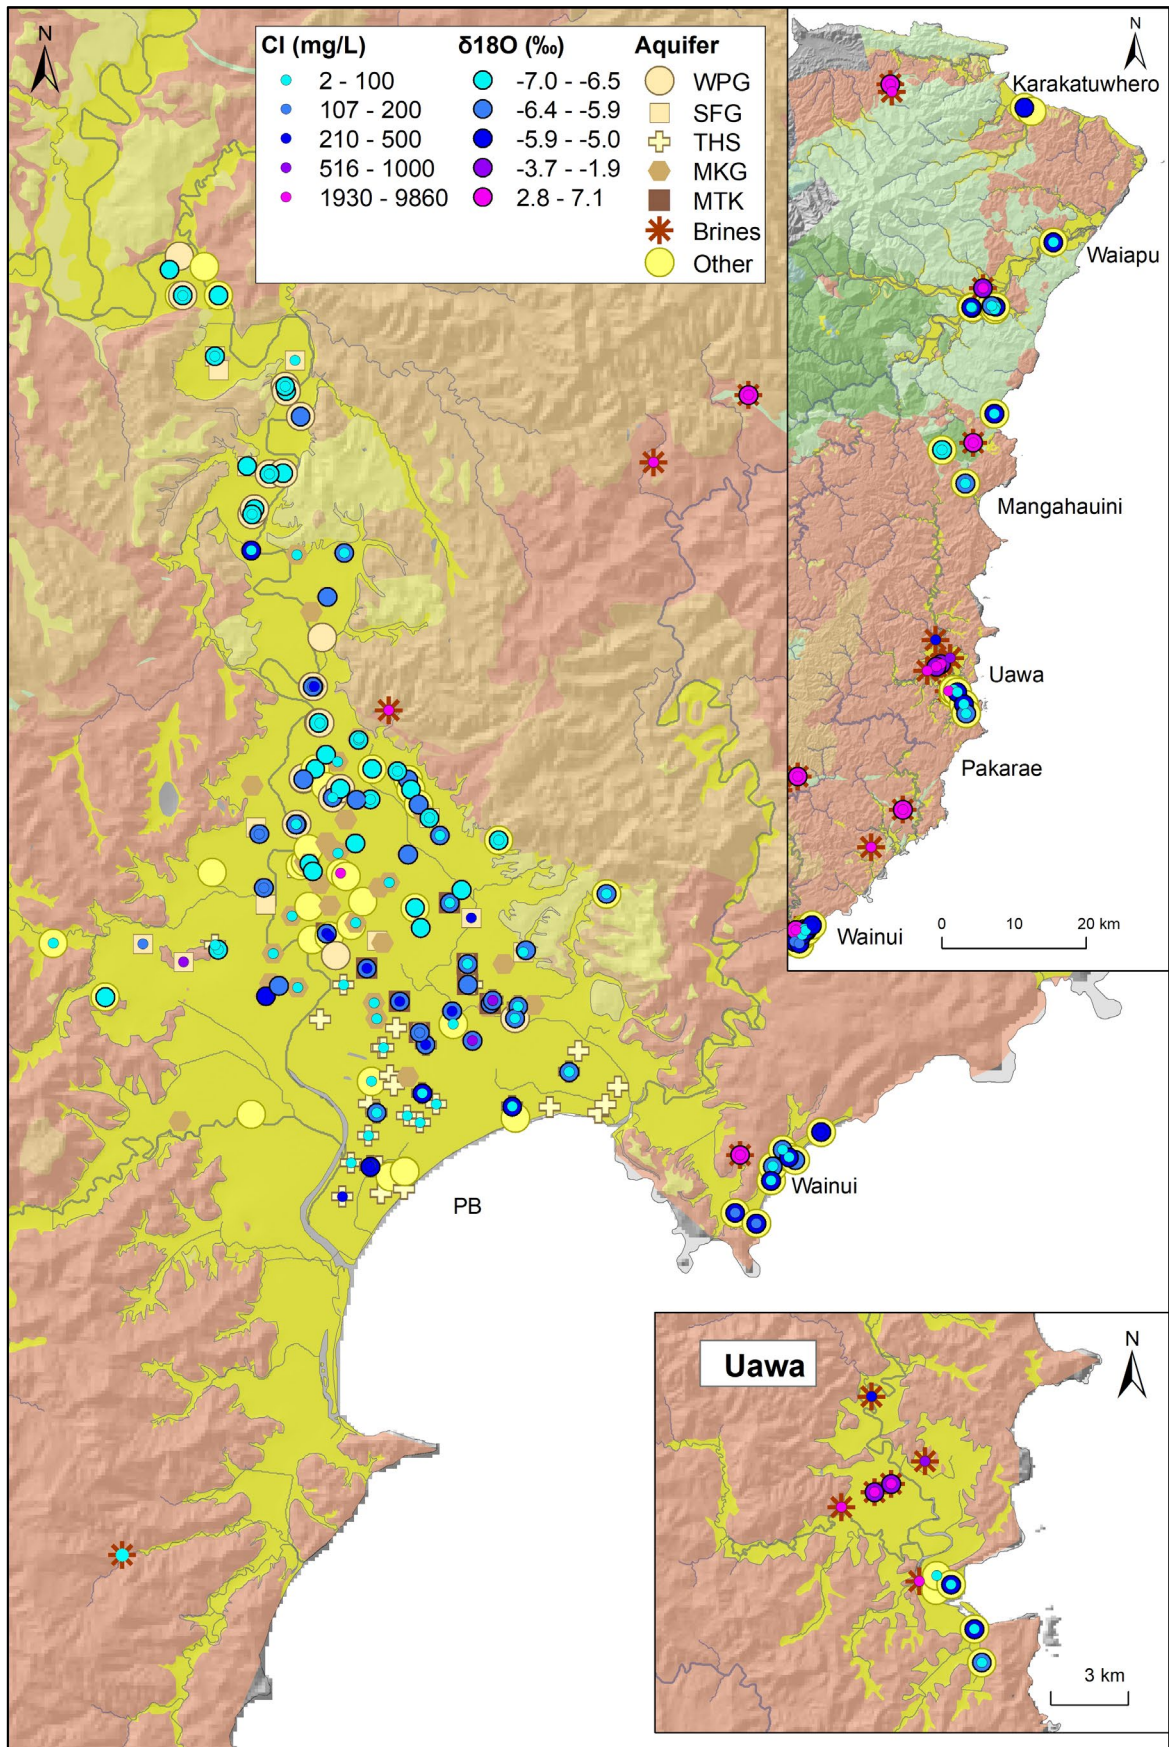 N
Cl (mg/L)
2 - 100
107 - 200
210 - 500
516 - 1000
1930 - 9860
δ18O (‰)
-7.0 - -6.5
-6.4 - -5.9
-5.9 - -5.0
-3.7 - -1.9
2.8 - 7.1
Aquifer
WPG
SFG
THS
MKG
MTK
Brines
Other
N
Karakatuwhero
Waiapu
Mangahauini
Uawa
Pakarae
Wainui
0 10 20 km
Wainui
PB
Uawa
N
3 km